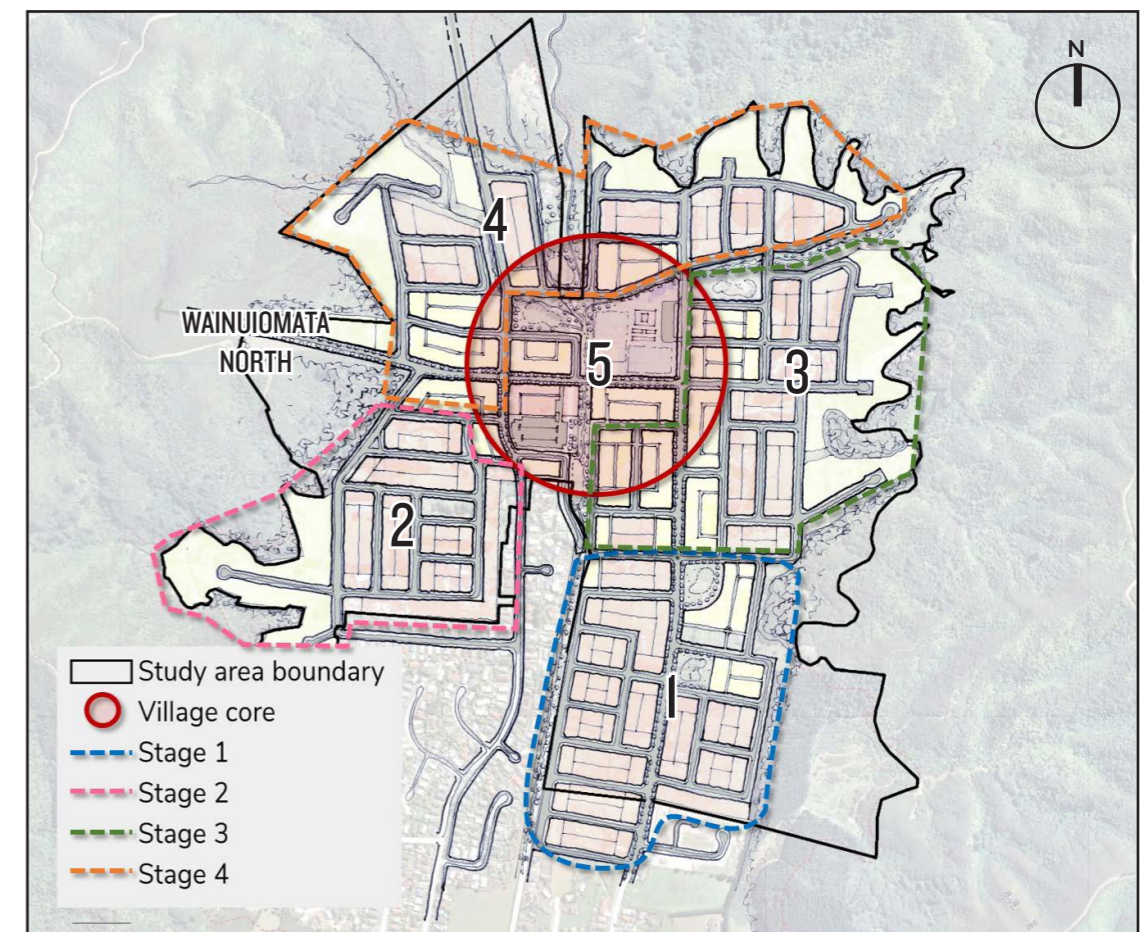 N
4
WAINUIOMATA
NORTH
5
3
2
1
Study area boundary
Village core
Stage 1
Stage 2
Stage 3
Stage 4